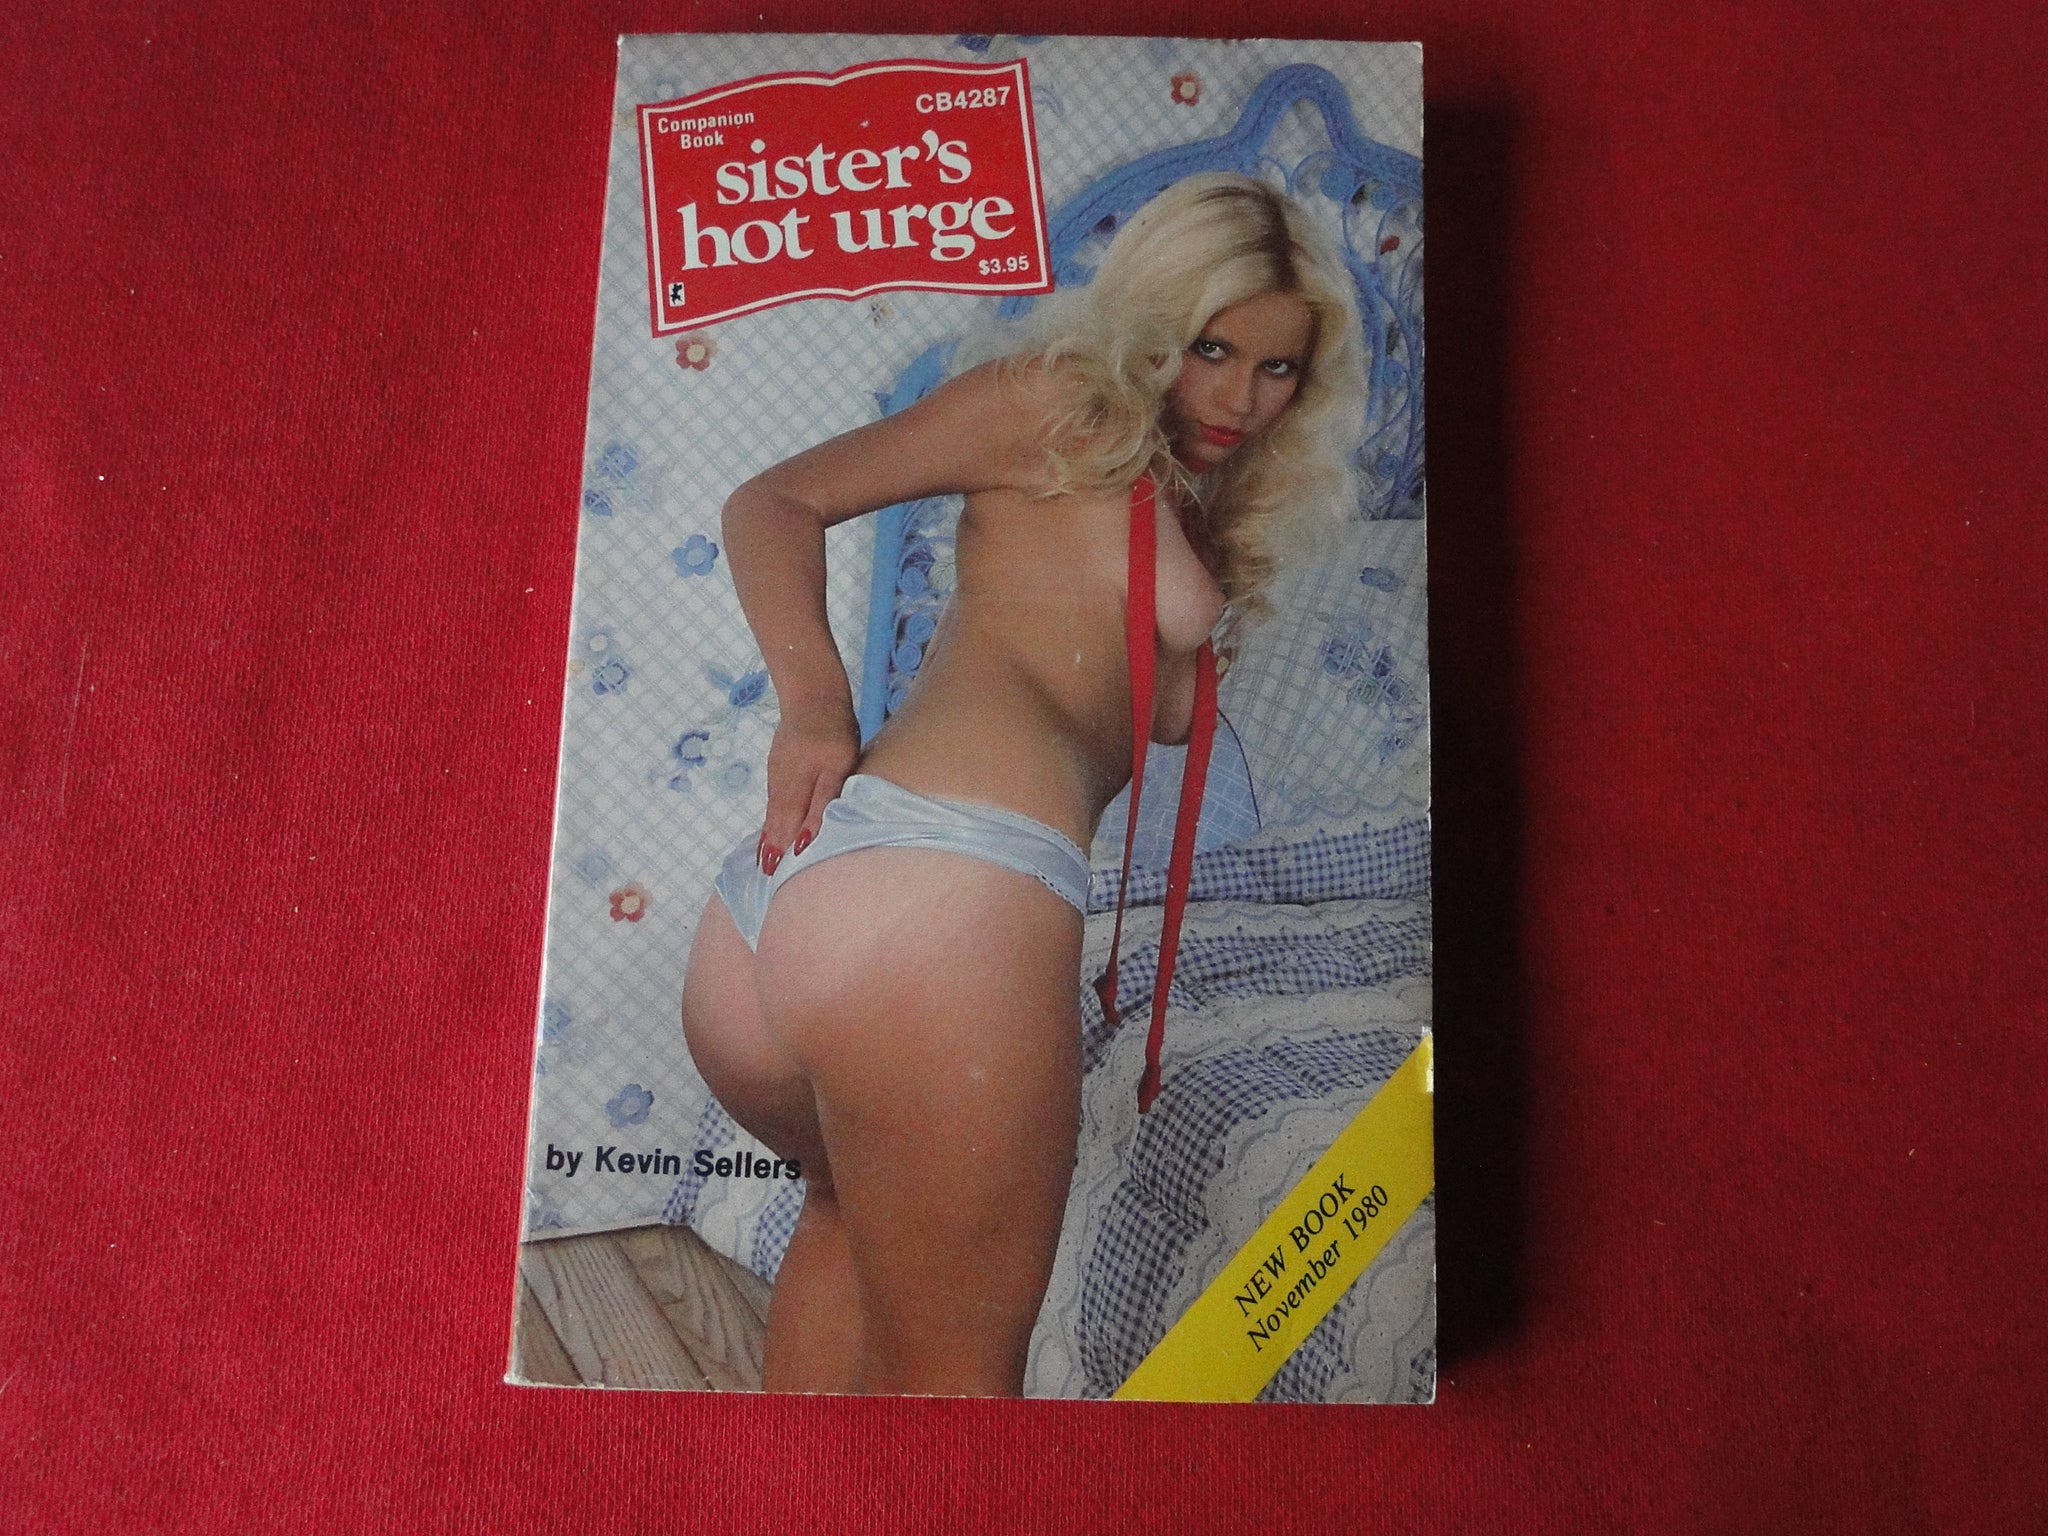 Companion
Book
CB4287
sister's
hot urge
$3.95
by Kevin Sellers
NEW BOOK
November 1980